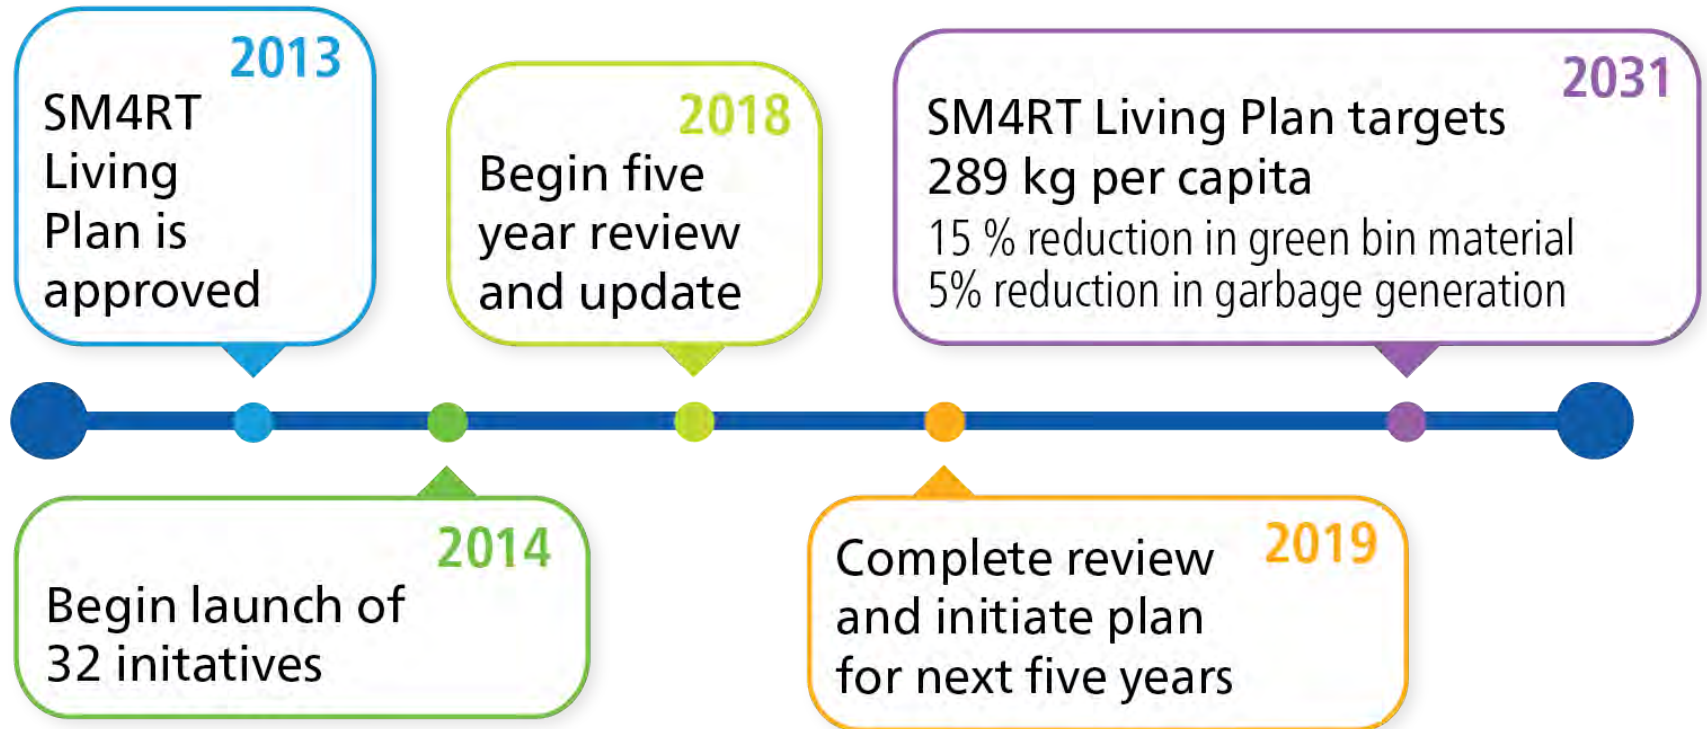 2013
SM4RT
Living
Plan is
approved
2018
Begin five
year review
and update
2031
SM4RT Living Plan targets
289 kg per capita
15 % reduction in green bin material
5% reduction in garbage generation
2014
Begin launch of
32 initatives
2019
Complete review
and initiate plan
for next five years